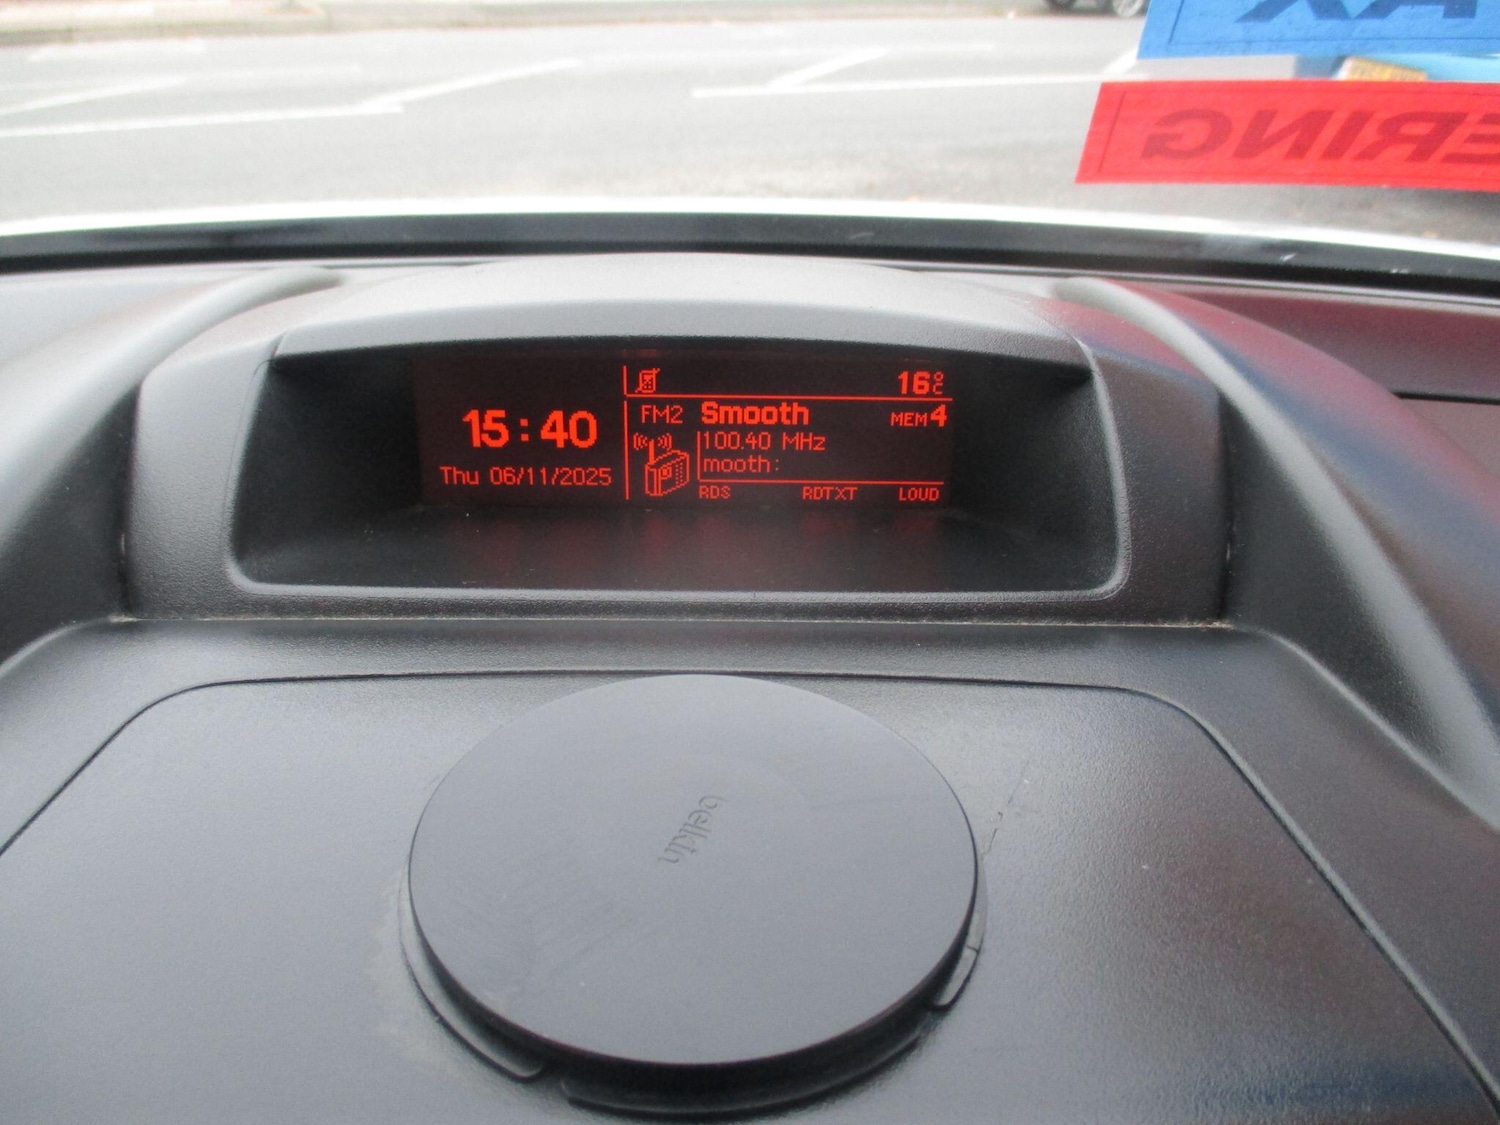 AX
ERING
16°C
15:40
FM2 Smooth MEM4
100.40 MHz
mooth:
Thu 06/11/2025
RDS RDTXT LOUD
belkin